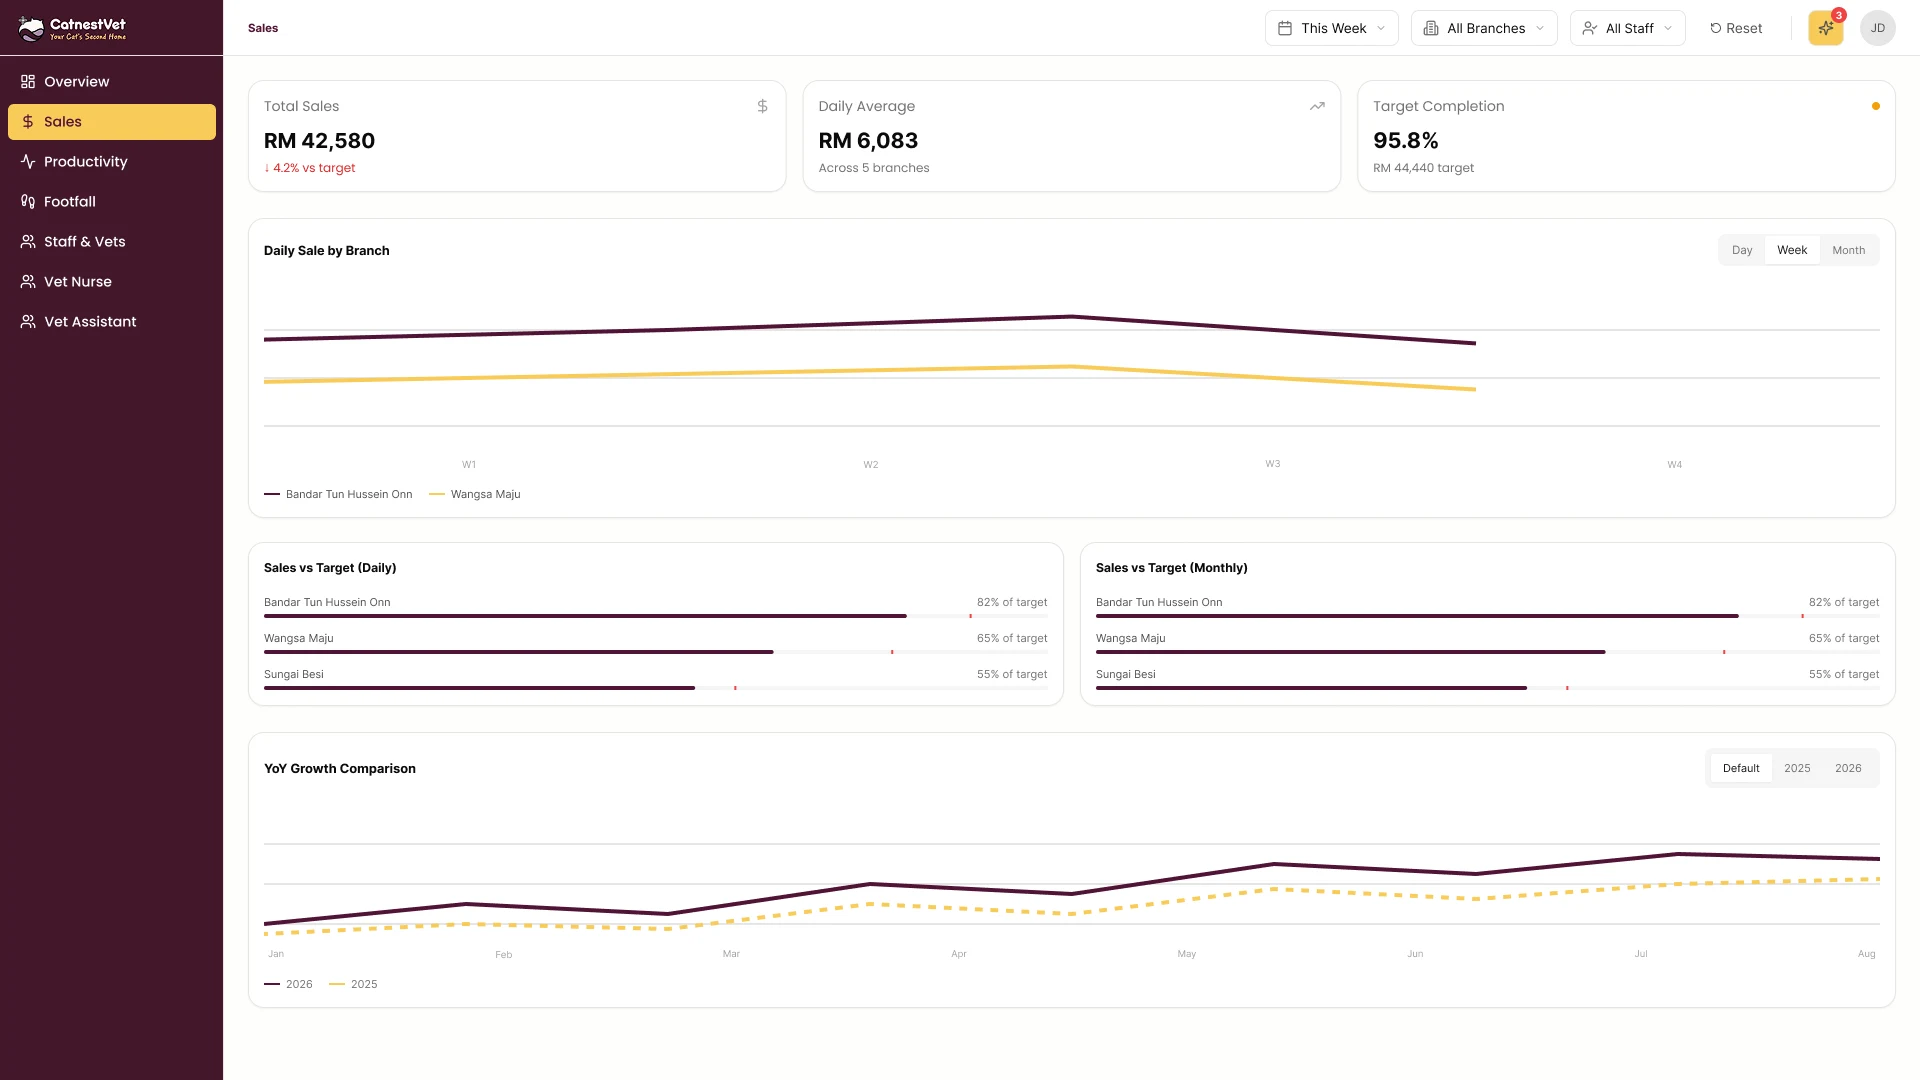 CatnestVet
Your Cat's Second Home
Overview
Sales
Productivity
Footfall
Staff & Vets
Vet Nurse
Vet Assistant
Sales
This Week
All Branches
All Staff
Reset
3
JD
Total Sales
RM 42,580
↓ 4.2% vs target
Daily Average
RM 6,083
Across 5 branches
Target Completion
95.8%
RM 44,440 target
Daily Sale by Branch
Day Week Month
W1 W2 W3 W4
Bandar Tun Hussein Onn Wangsa Maju
Sales vs Target (Daily)
Bandar Tun Hussein Onn 82% of target
Wangsa Maju 65% of target
Sungai Besi 55% of target
Sales vs Target (Monthly)
Bandar Tun Hussein Onn 82% of target
Wangsa Maju 65% of target
Sungai Besi 55% of target
YoY Growth Comparison
Default 2025 2026
Jan Feb Mar Apr May Jun Jul Aug
2026 2025